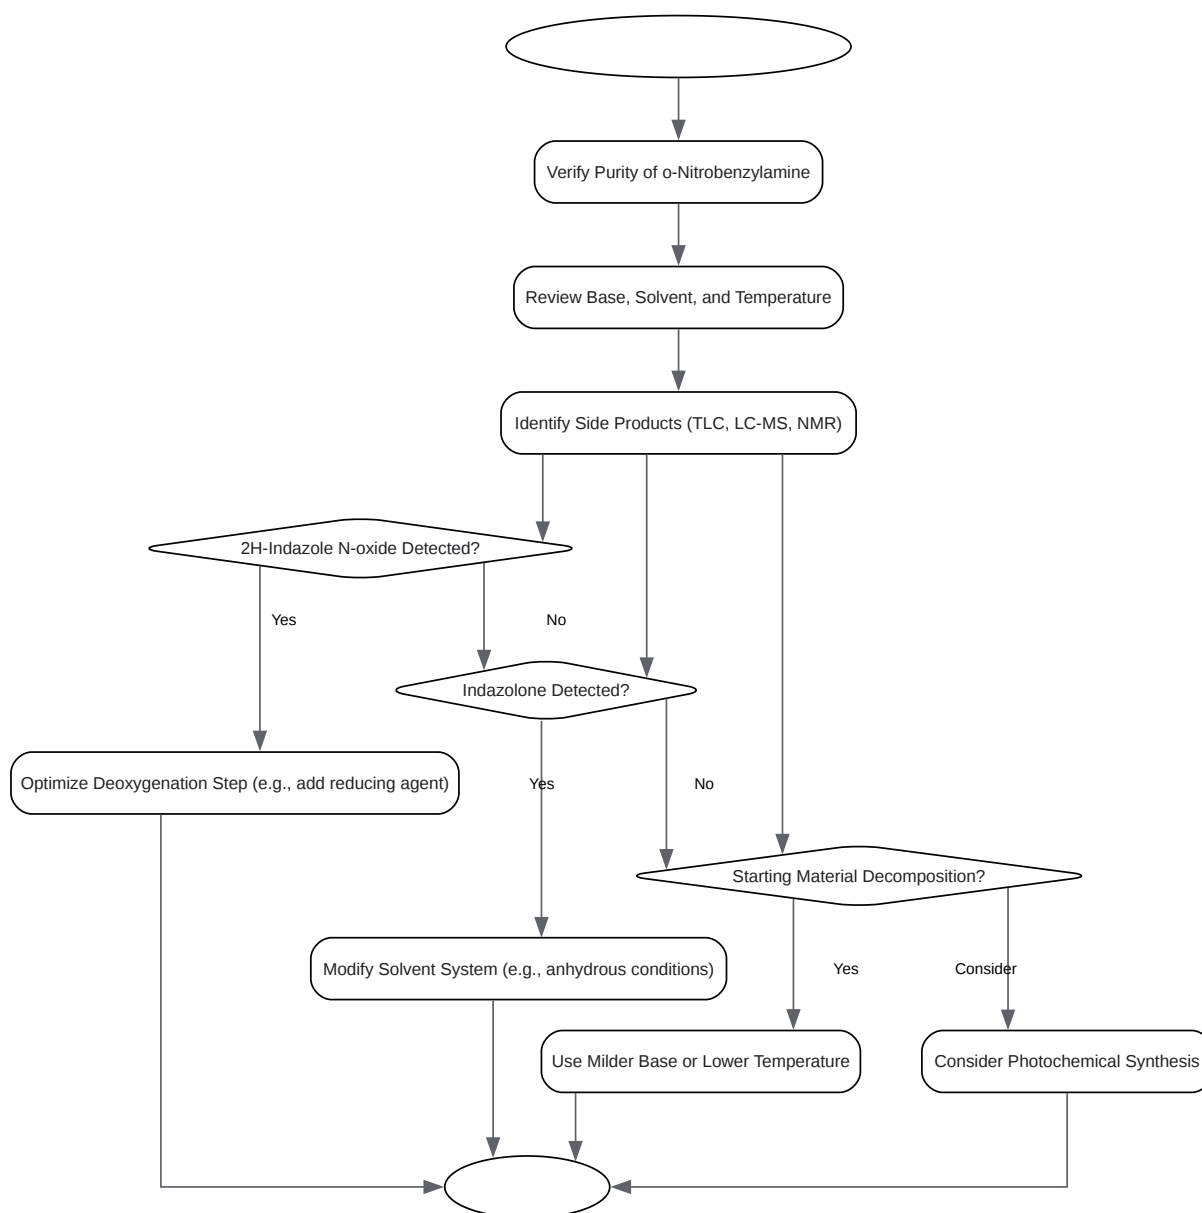 Verify Purity of o-Nitrobenzylamine
Review Base, Solvent, and Temperature
Identify Side Products (TLC, LC-MS, NMR)
2H-Indazole N-oxide Detected?
Yes
No
Indazolone Detected?
Optimize Deoxygenation Step (e.g., add reducing agent)
Yes
No
Starting Material Decomposition?
Modify Solvent System (e.g., anhydrous conditions)
Yes
Consider
Use Milder Base or Lower Temperature
Consider Photochemical Synthesis